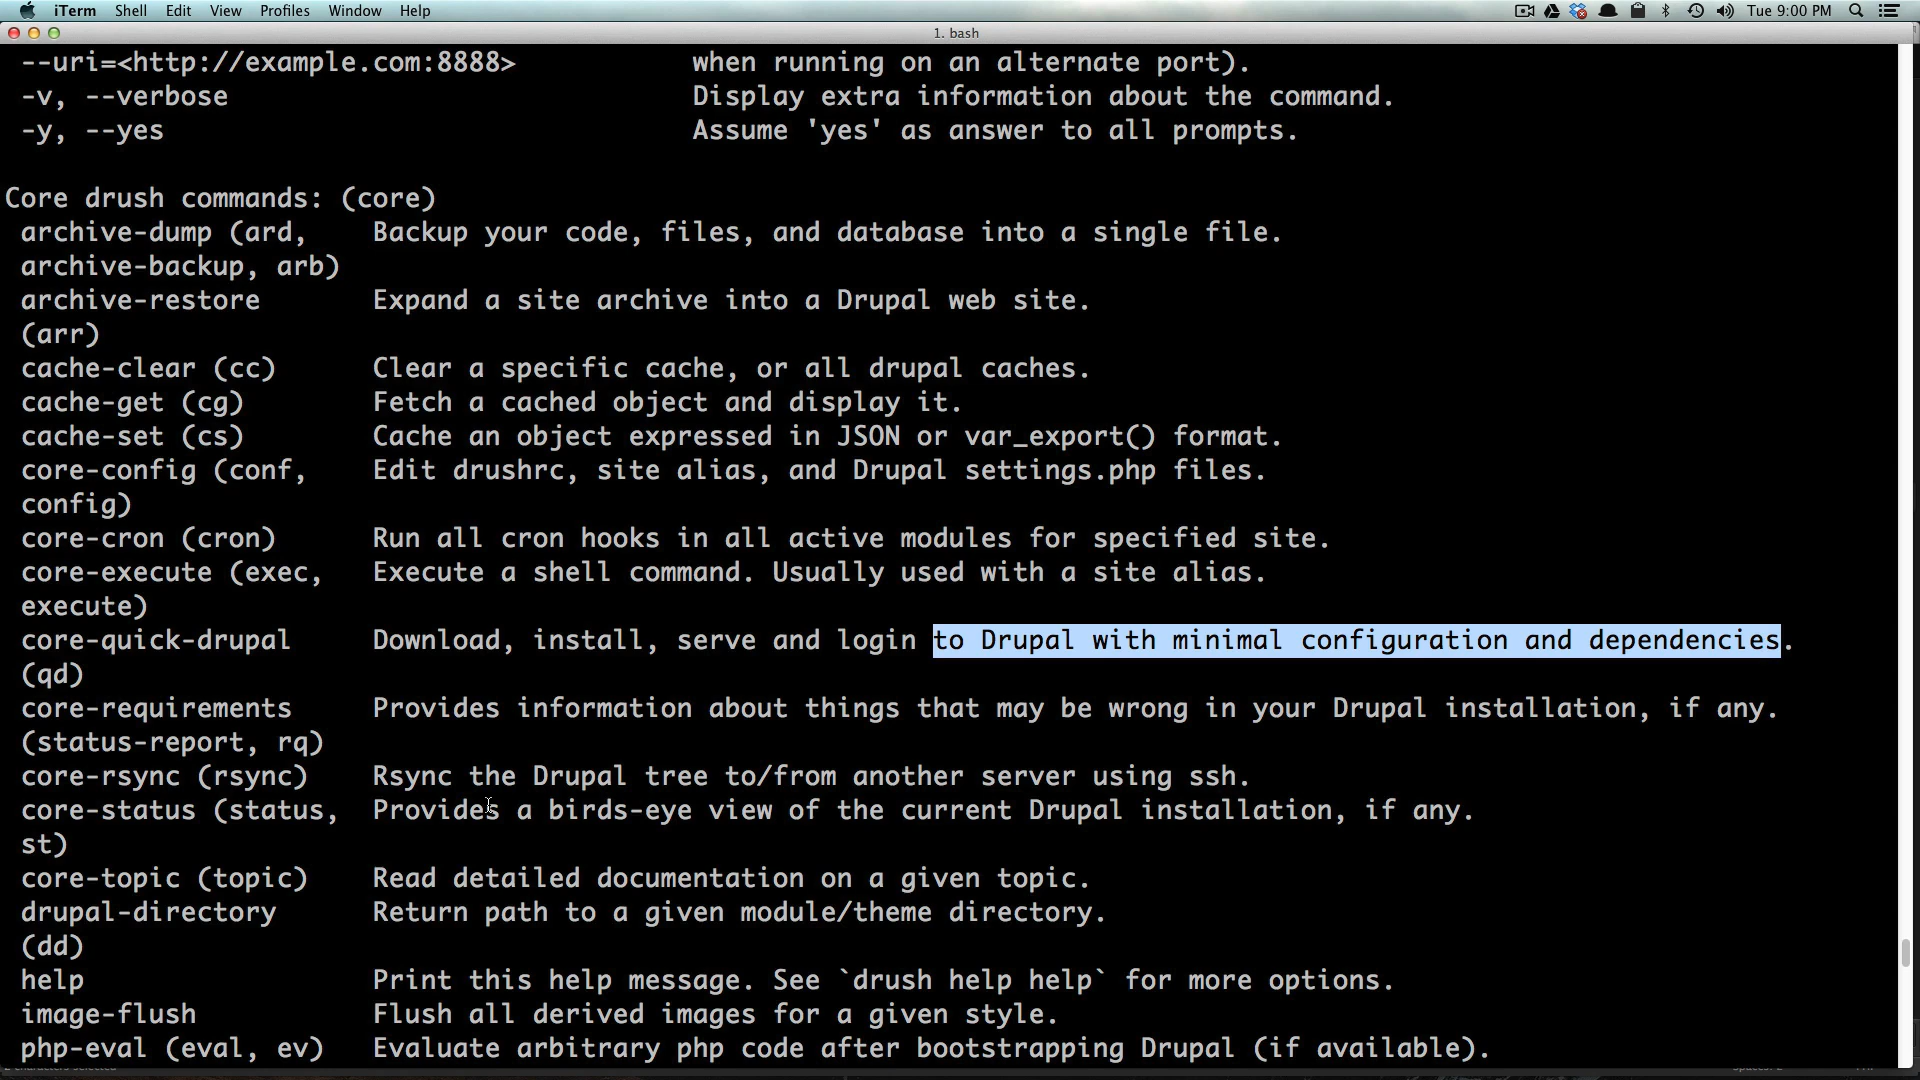 iTerm Shell Edit View Profiles Window Help Tue 9:00 PM
1. bash
--uri=<http://example.com:8888> when running on an alternate port).
-v, --verbose Display extra information about the command.
-y, --yes Assume 'yes' as answer to all prompts.
Core drush commands: (core)
archive-dump (ard, Backup your code, files, and database into a single file.
archive-backup, arb)
archive-restore Expand a site archive into a Drupal web site.
(arr)
cache-clear (cc) Clear a specific cache, or all drupal caches.
cache-get (cg) Fetch a cached object and display it.
cache-set (cs) Cache an object expressed in JSON or var_export() format.
core-config (conf, Edit drushrc, site alias, and Drupal settings.php files.
config)
core-cron (cron) Run all cron hooks in all active modules for specified site.
core-execute (exec, Execute a shell command. Usually used with a site alias.
execute)
core-quick-drupal Download, install, serve and login to Drupal with minimal configuration and dependencies.
(qd)
core-requirements Provides information about things that may be wrong in your Drupal installation, if any.
(status-report, rq)
core-rsync (rsync) Rsync the Drupal tree to/from another server using ssh.
core-status (status, Provides a birds-eye view of the current Drupal installation, if any.
st)
core-topic (topic) Read detailed documentation on a given topic.
drupal-directory Return path to a given module/theme directory.
(dd)
help Print this help message. See `drush help help` for more options.
image-flush Flush all derived images for a given style.
php-eval (eval, ev) Evaluate arbitrary php code after bootstrapping Drupal (if available).